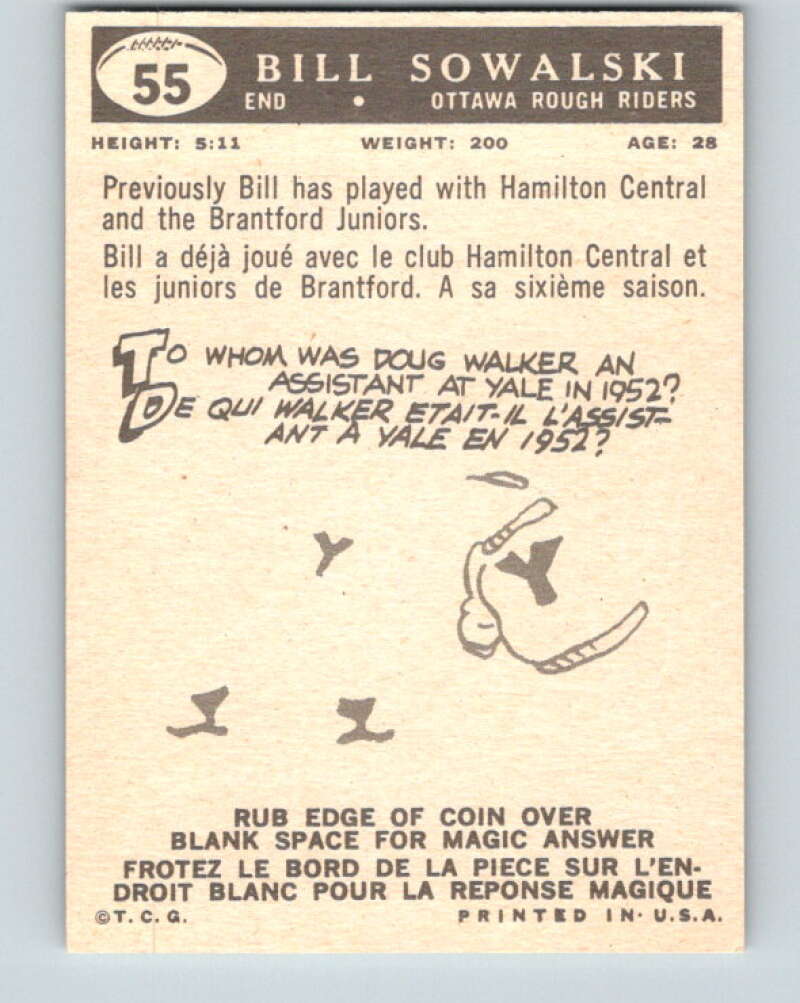 55
BILL SOWALSKI
END • OTTAWA ROUGH RIDERS
HEIGHT: 5:11 WEIGHT: 200 AGE: 28
Previously Bill has played with Hamilton Central
and the Brantford Juniors.
Bill a déjà joué avec le club Hamilton Central et
les juniors de Brantford. A sa sixième saison.
TO WHOM WAS DOUG WALKER AN
ASSISTANT AT YALE IN 1952?
DE QUI WALKER ETAIT-IL L'ASSIST-
ANT À YALE EN 1952?
Y Y
RUB EDGE OF COIN OVER
BLANK SPACE FOR MAGIC ANSWER
FROTEZ LE BORD DE LA PIECE SUR L'EN-
DROIT BLANC POUR LA REPONSE MAGIQUE
©T.C.G. PRINTED IN U.S.A.